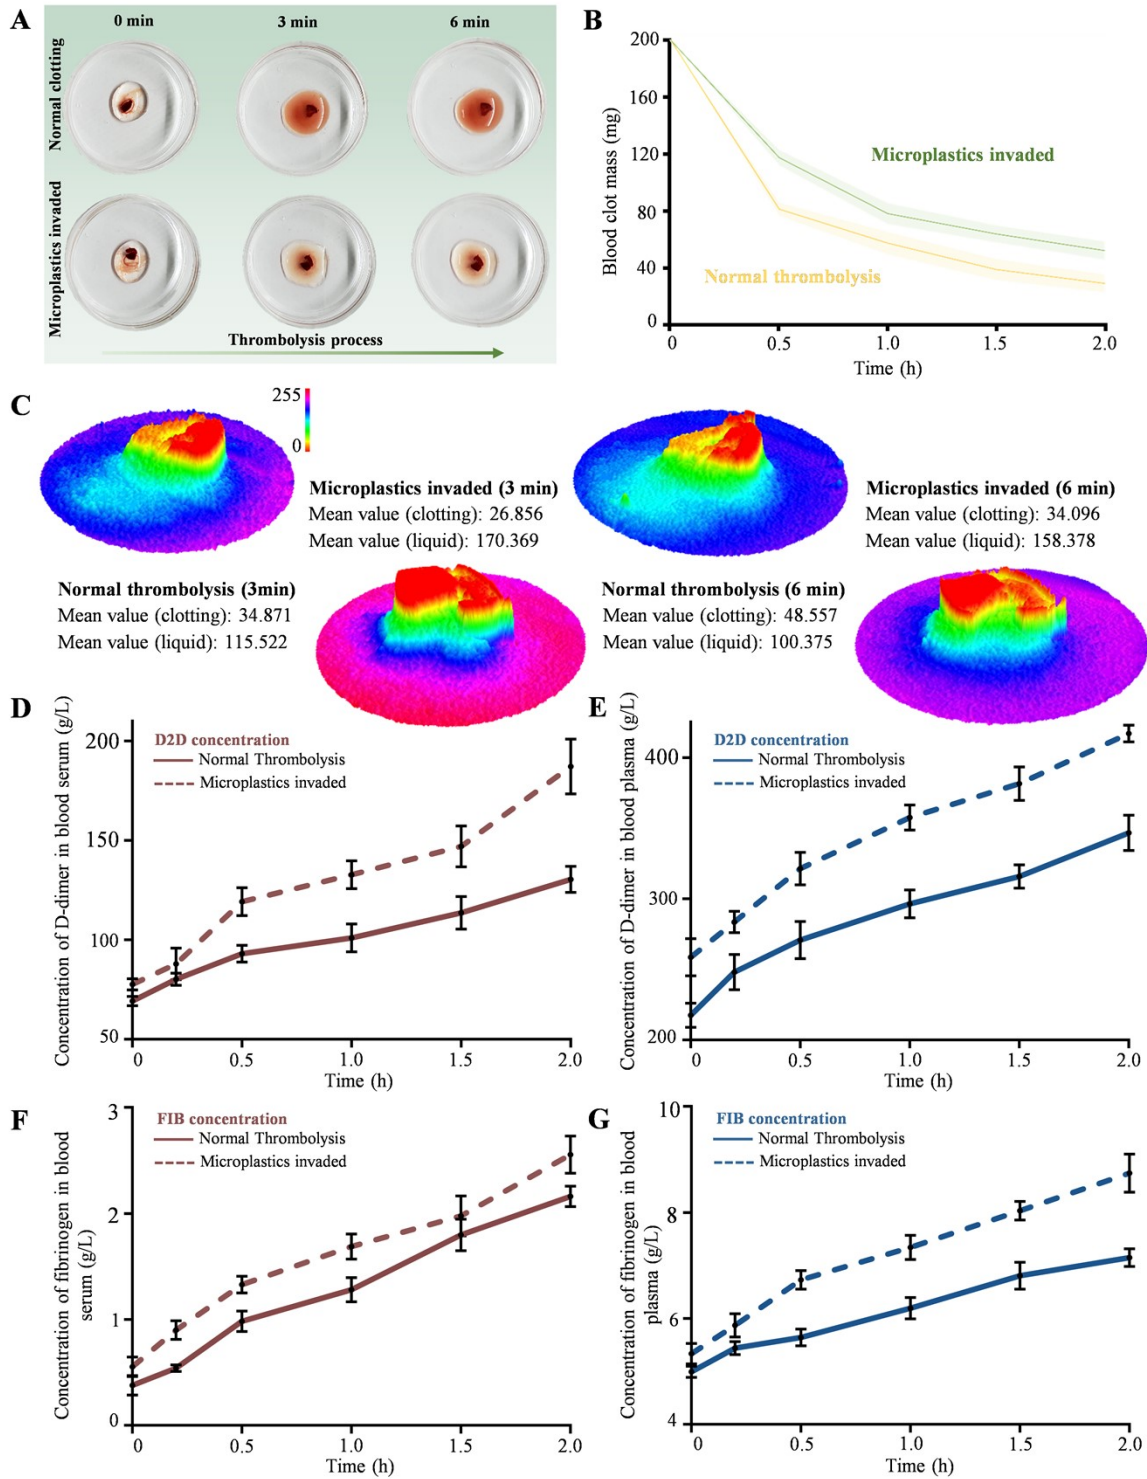 A
0 min
3 min
6 min
Normal clotting
Microplastics invaded
Thrombolysis process
B
Blood clot mass (mg)
200
160
120
80
40
0
Microplastics invaded
Normal thrombolysis
0
0.5
1.0
1.5
2.0
Time (h)
C
255
0
Microplastics invaded (3 min)
Mean value (clotting): 26.856
Mean value (liquid): 170.369
Microplastics invaded (6 min)
Mean value (clotting): 34.096
Mean value (liquid): 158.378
Normal thrombolysis (3min)
Mean value (clotting): 34.871
Mean value (liquid): 115.522
Normal thrombolysis (6 min)
Mean value (clotting): 48.557
Mean value (liquid): 100.375
D
Concentration of D-dimer in blood serum (g/L)
200
150
100
50
D2D concentration
Normal Thrombolysis
Microplastics invaded
0
0.5
1.0
1.5
2.0
Time (h)
E
Concentration of D-dimer in blood plasma (g/L)
400
300
200
D2D concentration
Normal Thrombolysis
Microplastics invaded
0
0.5
1.0
1.5
2.0
Time (h)
F
Concentration of fibrinogen in blood
serum (g/L)
3
2
1
0
FIB concentration
Normal Thrombolysis
Microplastics invaded
0
0.5
1.0
1.5
2.0
Time (h)
G
Concentration of fibrinogen in blood
plasma (g/L)
10
8
6
4
FIB concentration
Normal Thrombolysis
Microplastics invaded
0
0.5
1.0
1.5
2.0
Time (h)